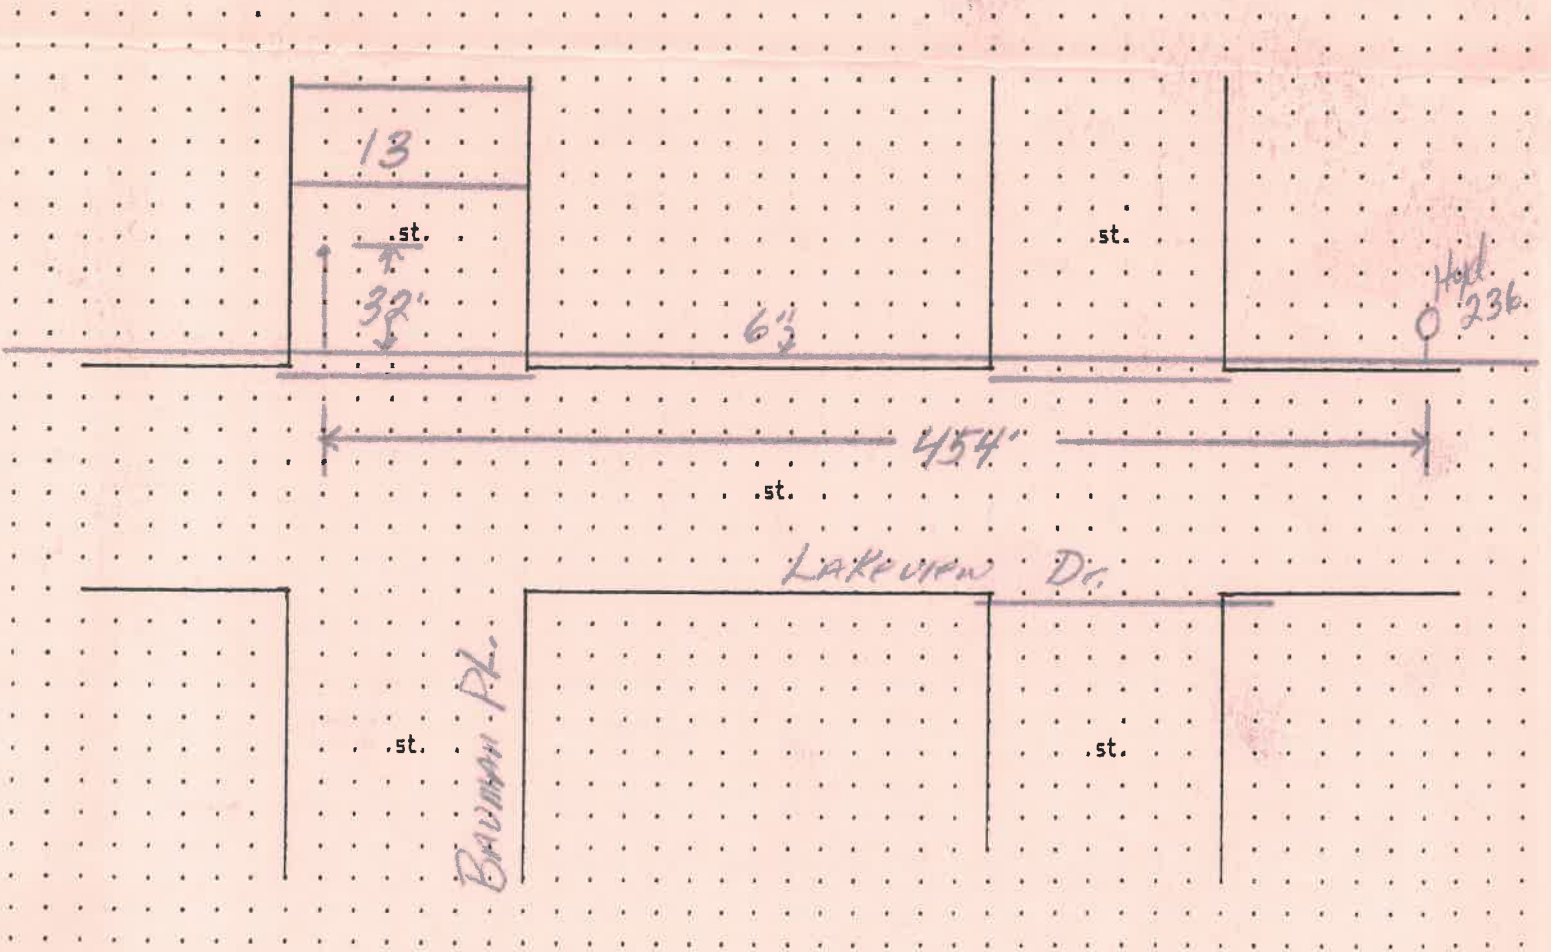 13
st.
st.
32'
6"
Hyd
236
454'
st.
LAKEVIEW Dr.
BAUMAN PL.
st.
st.